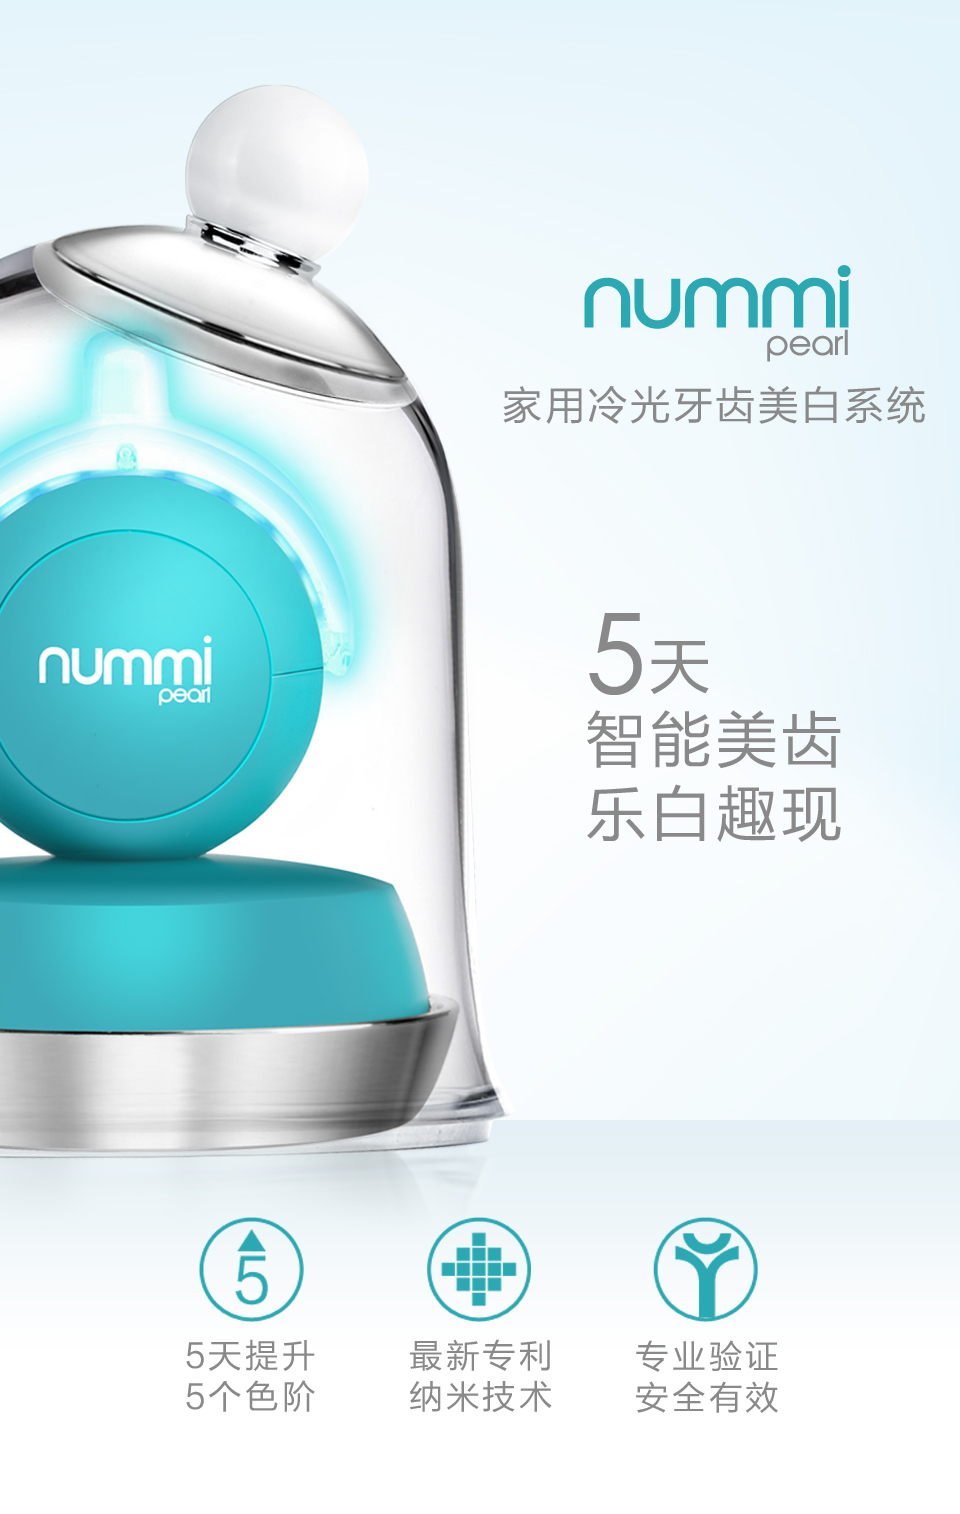 nummi
pearl
家用冷光牙齿美白系统
nummi
pearl
5天
智能美齿
乐白趣现
5
5天提升
5个色阶
最新专利
纳米技术
专业验证
安全有效